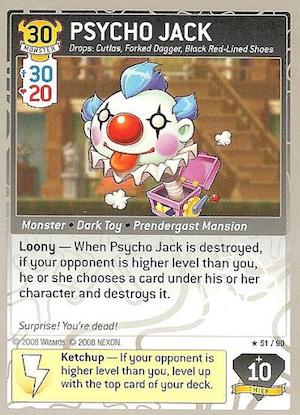 30
MONSTER
PSYCHO JACK
Drops: Cutlas, Forked Dagger, Black Red-Lined Shoes
30
20
Monster • Dark Toy • Prendergast Mansion
Loony — When Psycho Jack is destroyed,
if your opponent is higher level than you,
he or she chooses a card under his or her
character and destroys it.
Surprise! You're dead!
© 2008 Wizards. © 2008 NEXON.
★ 51 / 90
Ketchup — If your opponent is
higher level than you, level up
with the top card of your deck.
+
10
THIEF